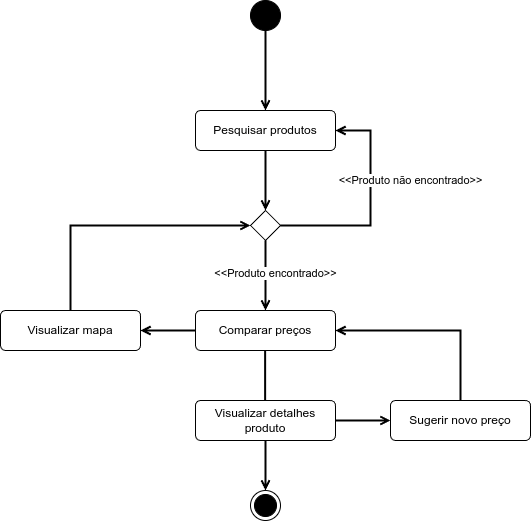 Pesquisar produtos
<<Produto não encontrado>>
<<Produto encontrado>>
Visualizar mapa
Comparar preços
Visualizar detalhes
produto
Sugerir novo preço